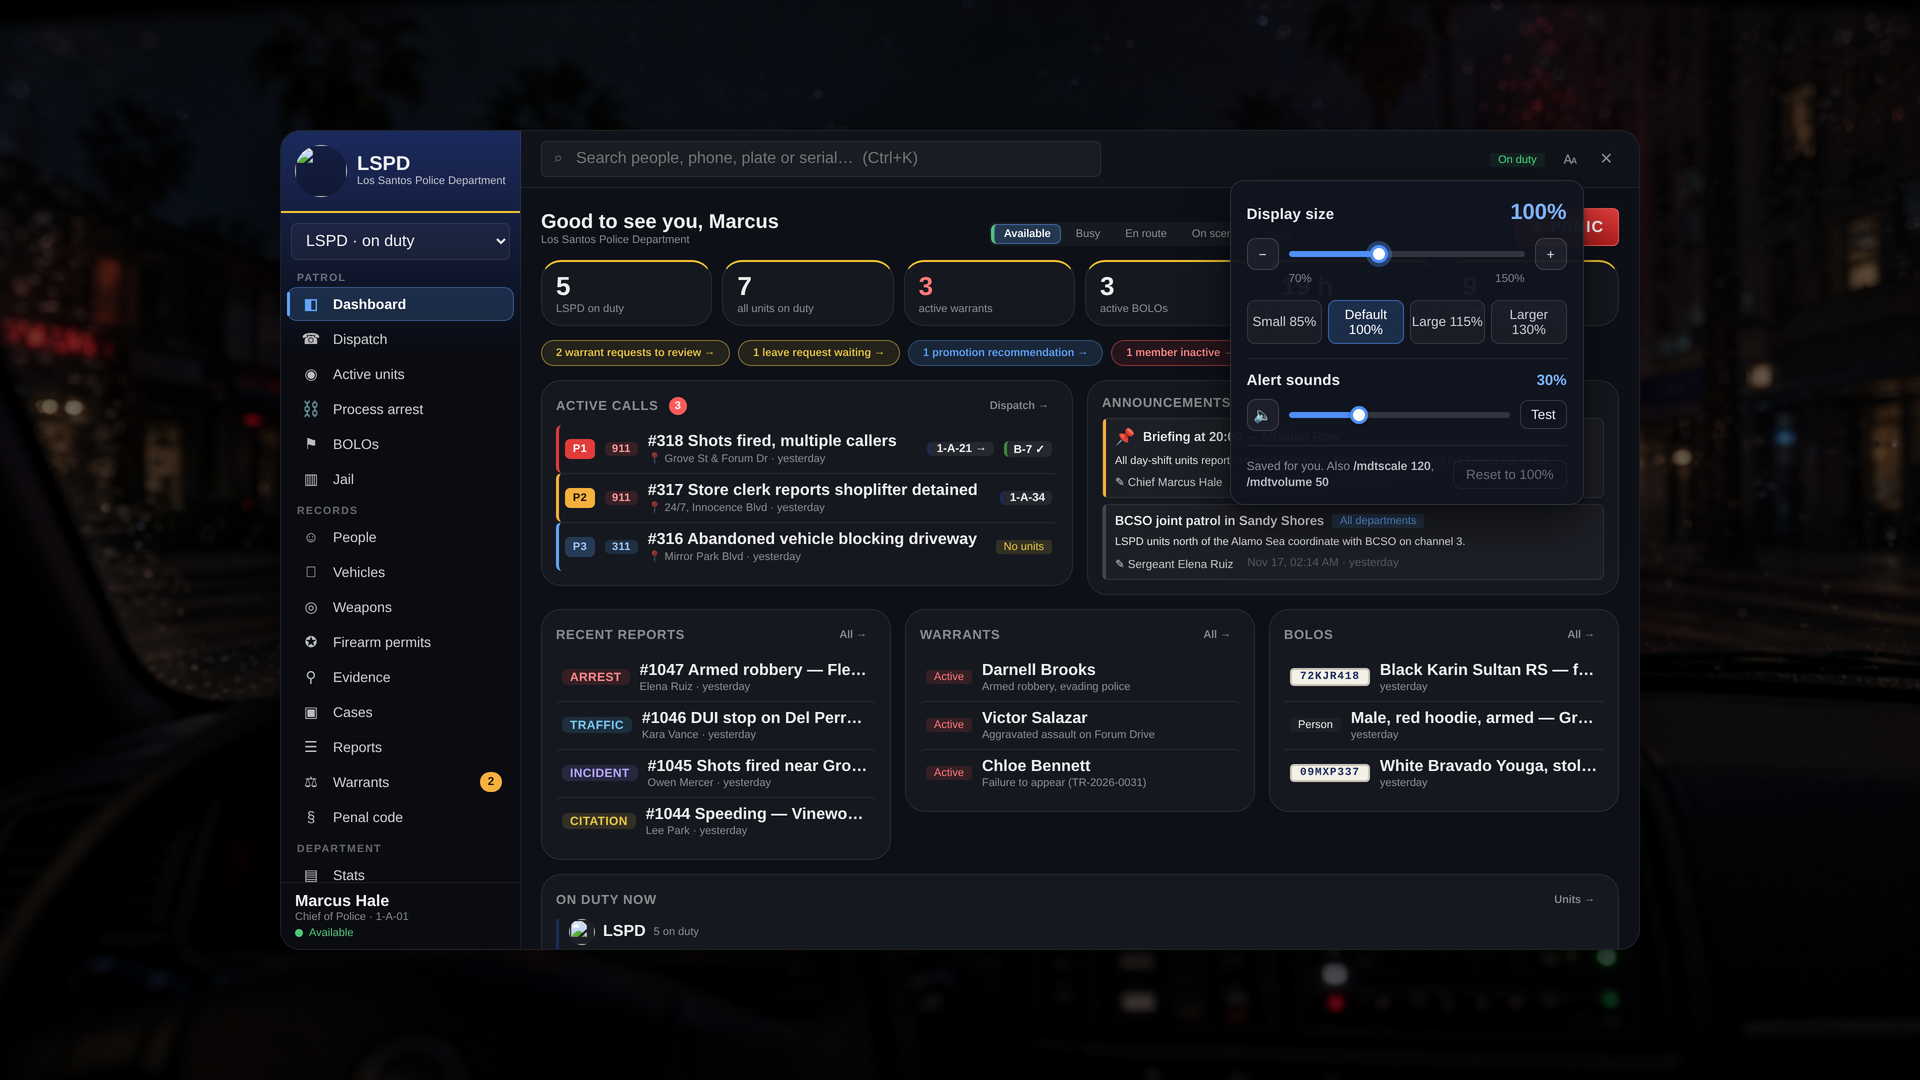 LSPD
Los Santos Police Department
LSPD · on duty
PATROL
Dashboard
Dispatch
Active units
Process arrest
BOLOs
Jail
RECORDS
People
Vehicles
Weapons
Firearm permits
Evidence
Cases
Reports
Warrants
2
Penal code
DEPARTMENT
Stats
Marcus Hale
Chief of Police · 1-A-01
Available
Search people, phone, plate or serial… (Ctrl+K)
On duty
AA
Good to see you, Marcus
Los Santos Police Department
Available
Busy
En route
On scen
NIC
5
LSPD on duty
7
all units on duty
3
active warrants
3
active BOLOs
2 warrant requests to review →
1 leave request waiting →
1 promotion recommendation →
1 member inactive →
Display size
100%
−
+
70%
150%
Small 85%
Default 100%
Large 115%
Larger 130%
Alert sounds
30%
Test
Saved for you. Also /mdtscale 120,
/mdtvolume 50
Reset to 100%
ACTIVE CALLS
3
Dispatch →
P1
911
#318 Shots fired, multiple callers
Grove St & Forum Dr · yesterday
1-A-21 →
B-7 ✓
P2
911
#317 Store clerk reports shoplifter detained
24/7, Innocence Blvd · yesterday
1-A-34
P3
311
#316 Abandoned vehicle blocking driveway
Mirror Park Blvd · yesterday
No units
ANNOUNCEMENTS
Briefing at 20:00 — Mission Row
All day-shift units report
✎ Chief Marcus Hale
BCSO joint patrol in Sandy Shores
All departments
LSPD units north of the Alamo Sea coordinate with BCSO on channel 3.
✎ Sergeant Elena Ruiz
Nov 17, 02:14 AM · yesterday
RECENT REPORTS
All →
ARREST
#1047 Armed robbery — Fle…
Elena Ruiz · yesterday
TRAFFIC
#1046 DUI stop on Del Perr…
Kara Vance · yesterday
INCIDENT
#1045 Shots fired near Gro…
Owen Mercer · yesterday
CITATION
#1044 Speeding — Vinewo…
Lee Park · yesterday
WARRANTS
All →
Active
Darnell Brooks
Armed robbery, evading police
Active
Victor Salazar
Aggravated assault on Forum Drive
Active
Chloe Bennett
Failure to appear (TR-2026-0031)
BOLOS
All →
72KJR418
Black Karin Sultan RS — f…
yesterday
Person
Male, red hoodie, armed — Gr…
yesterday
09MXP337
White Bravado Youga, stol…
yesterday
ON DUTY NOW
Units →
LSPD
5 on duty